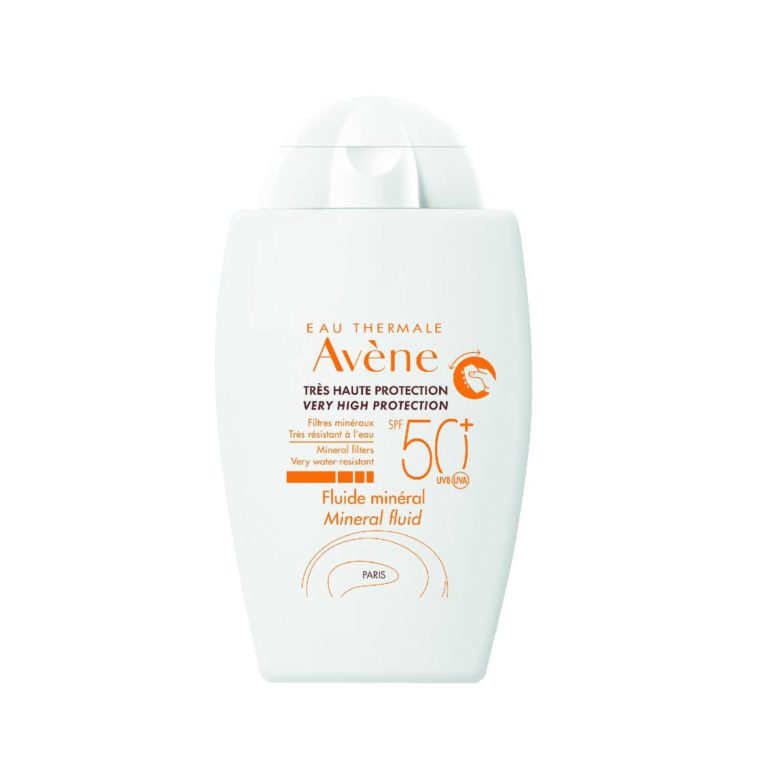 EAU THERMALE
Avène
TRÈS HAUTE PROTECTION
VERY HIGH PROTECTION
Filtres minéraux
Très résistant à l'eau
Mineral filters
Very water-resistant
SPF 50+
UVB UVA
Fluide minéral
Mineral fluid
PARIS